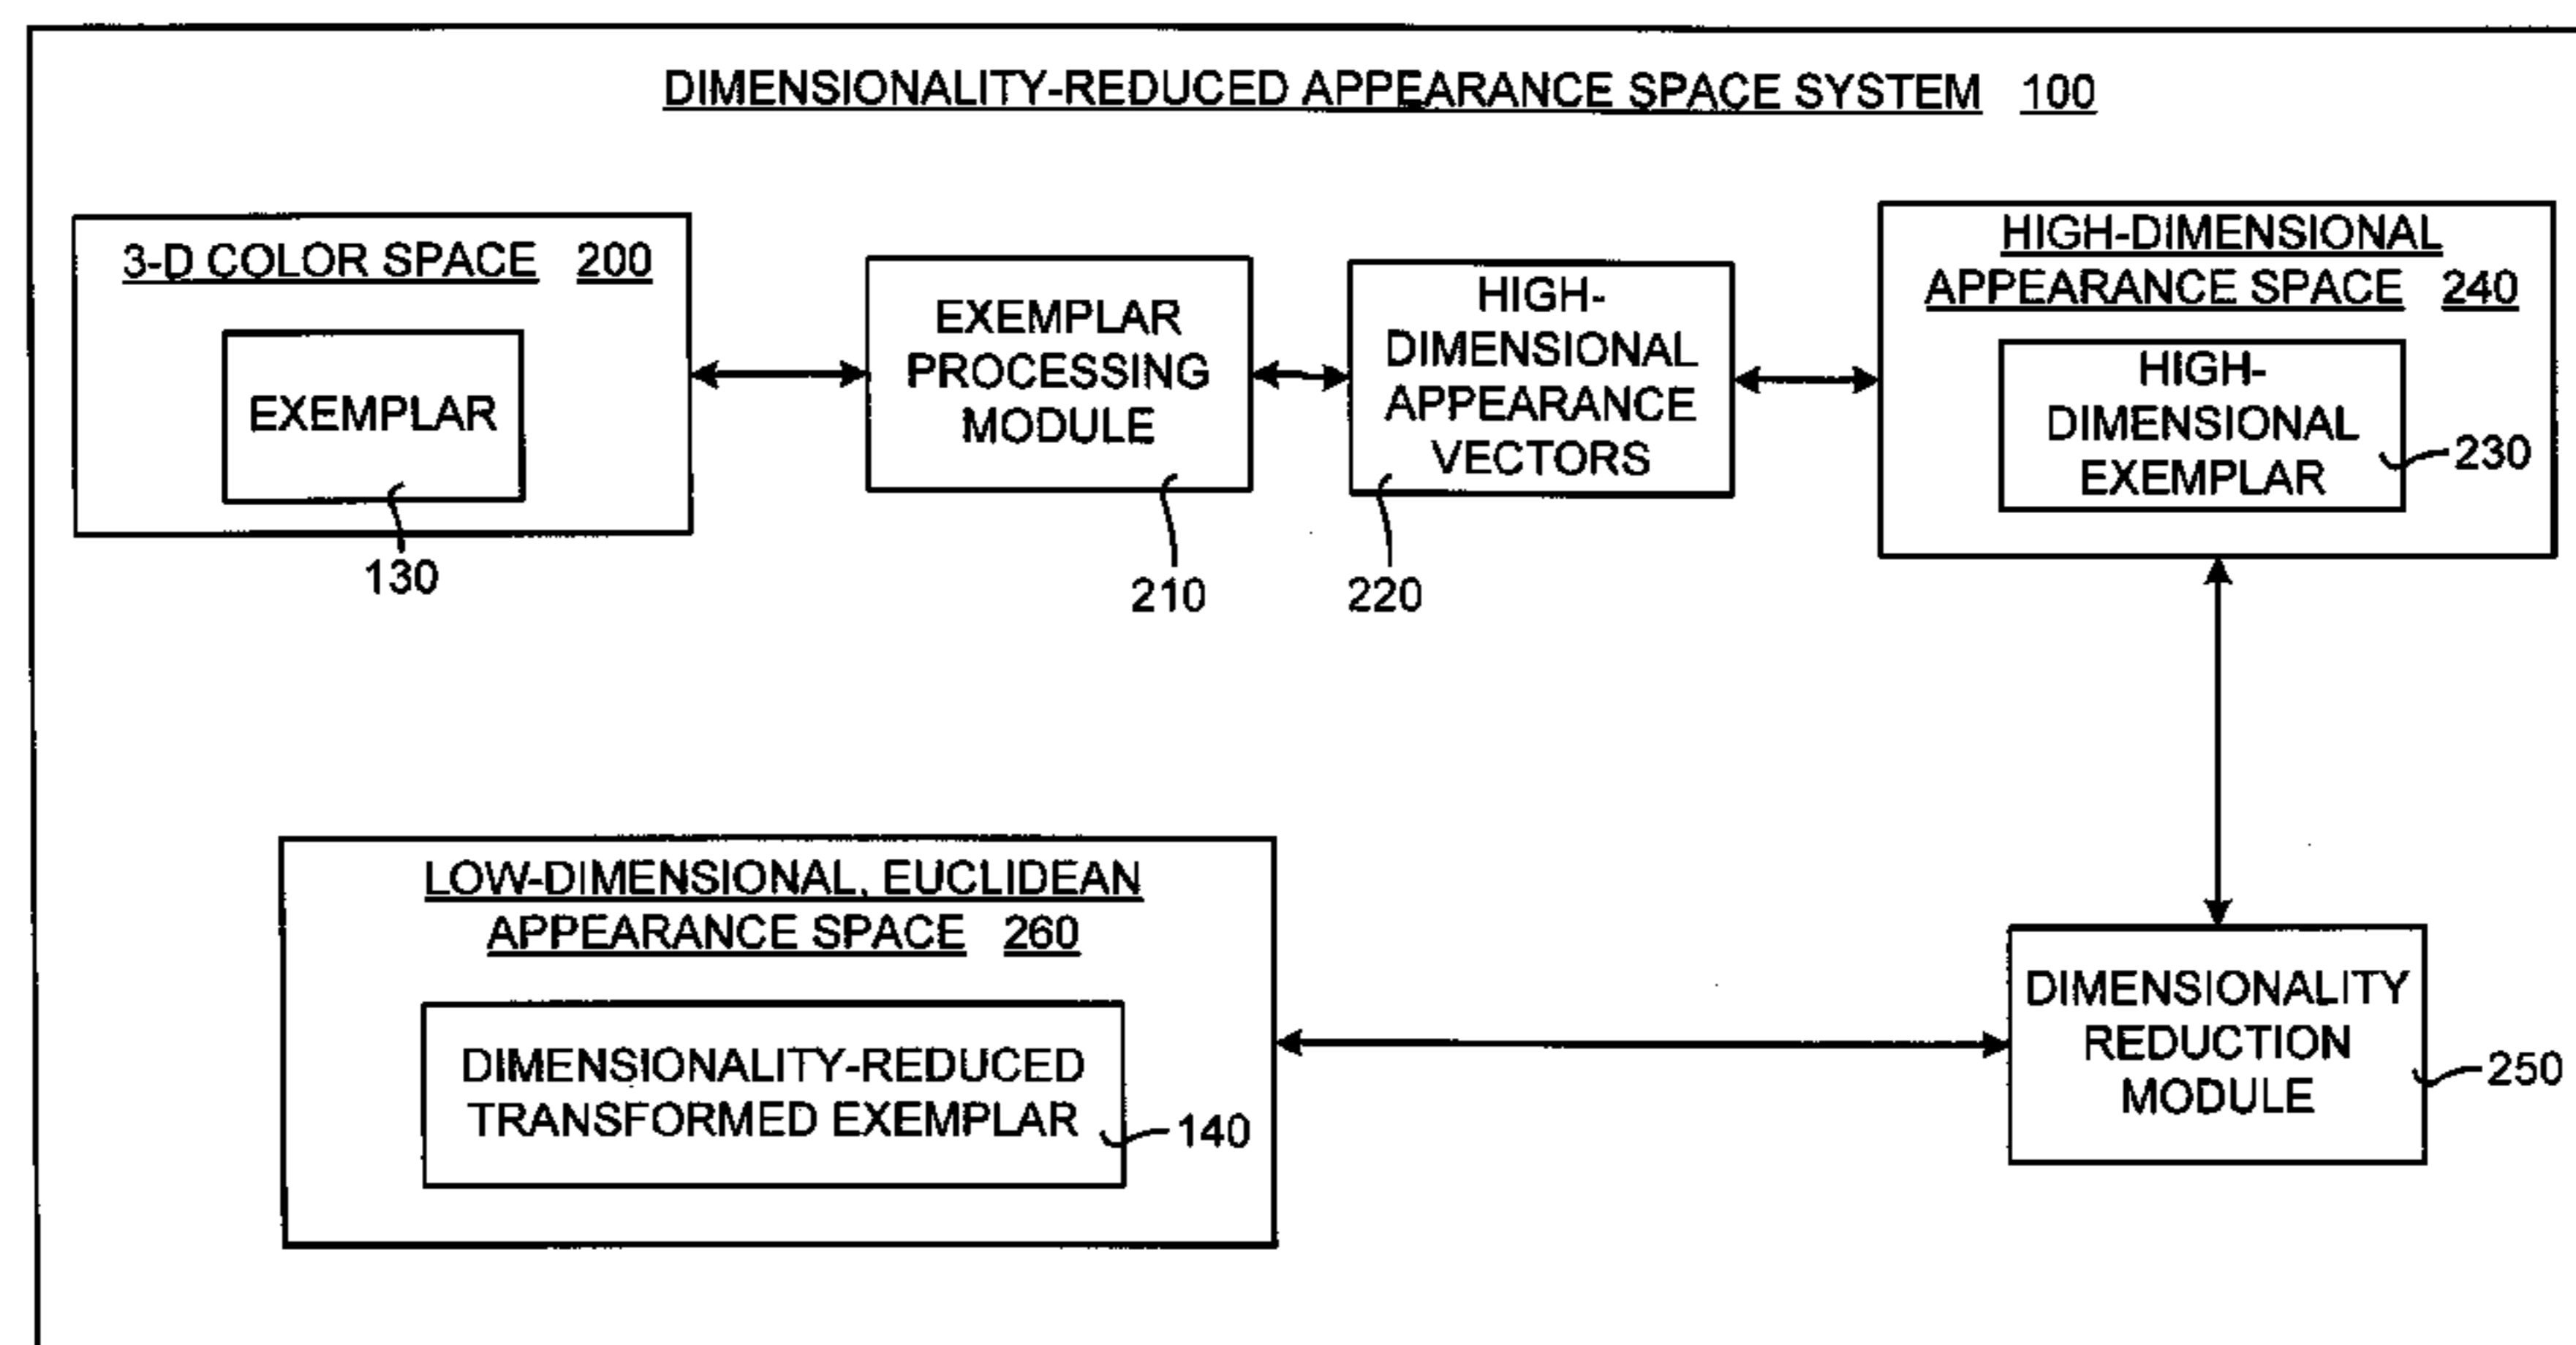 DIMENSIONALITY-REDUCED APPEARANCE SPACE SYSTEM 100
3-D COLOR SPACE 200
EXEMPLAR
130
EXEMPLAR
PROCESSING
MODULE
210
HIGH-
DIMENSIONAL
APPEARANCE
VECTORS
220
HIGH-DIMENSIONAL
APPEARANCE SPACE 240
HIGH-
DIMENSIONAL
EXEMPLAR
230
LOW-DIMENSIONAL, EUCLIDEAN
APPEARANCE SPACE 260
DIMENSIONALITY-REDUCED
TRANSFORMED EXEMPLAR
140
DIMENSIONALITY
REDUCTION
MODULE
250